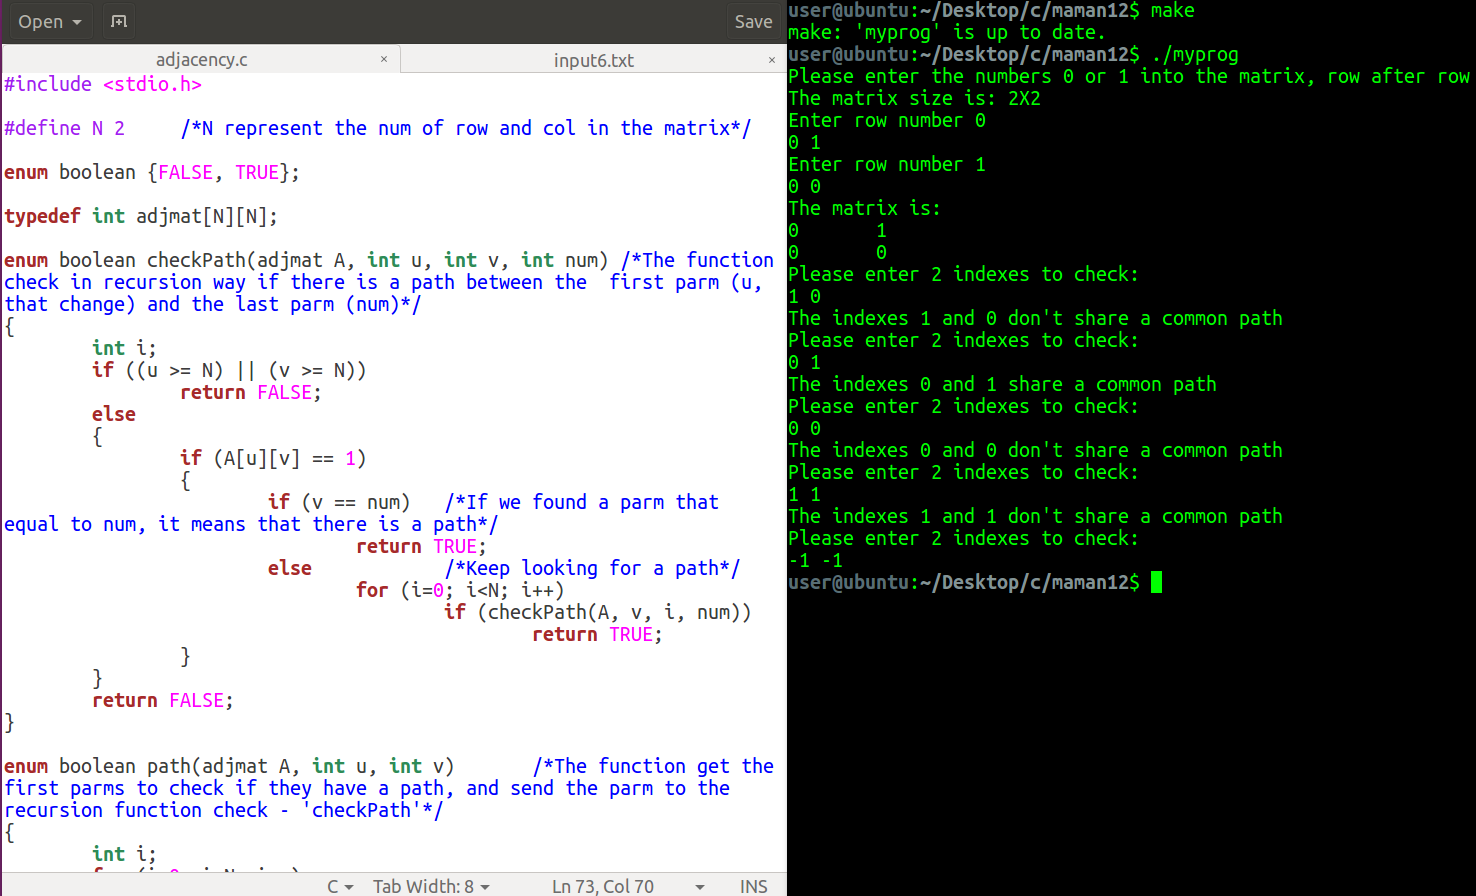 Open
Save
adjacency.c ×
input6.txt ×
#include <stdio.h>
#define N 2     /*N represent the num of row and col in the matrix*/
enum boolean {FALSE, TRUE};
typedef int adjmat[N][N];
enum boolean checkPath(adjmat A, int u, int v, int num) /*The function
check in recursion way if there is a path between the  first parm (u,
that change) and the last parm (num)*/
{
        int i;
        if ((u >= N) || (v >= N))
                return FALSE;
        else
        {
                if (A[u][v] == 1)
                {
                        if (v == num)   /*If we found a parm that
equal to num, it means that there is a path*/
                                return TRUE;
                        else            /*Keep looking for a path*/
                                for (i=0; i<N; i++)
                                        if (checkPath(A, v, i, num))
                                                return TRUE;
                }
        }
        return FALSE;
}
enum boolean path(adjmat A, int u, int v)       /*The function get the
first parms to check if they have a path, and send the parm to the
recursion function check - 'checkPath'*/
{
        int i;
C
Tab Width: 8
Ln 73, Col 70
INS
user@ubuntu:~/Desktop/c/maman12$ make
make: 'myprog' is up to date.
user@ubuntu:~/Desktop/c/maman12$ ./myprog
Please enter the numbers 0 or 1 into the matrix, row after row
The matrix size is: 2X2
Enter row number 0
0 1
Enter row number 1
0 0
The matrix is:
0       1
0       0
Please enter 2 indexes to check:
1 0
The indexes 1 and 0 don't share a common path
Please enter 2 indexes to check:
0 1
The indexes 0 and 1 share a common path
Please enter 2 indexes to check:
0 0
The indexes 0 and 0 don't share a common path
Please enter 2 indexes to check:
1 1
The indexes 1 and 1 don't share a common path
Please enter 2 indexes to check:
-1 -1
user@ubuntu:~/Desktop/c/maman12$